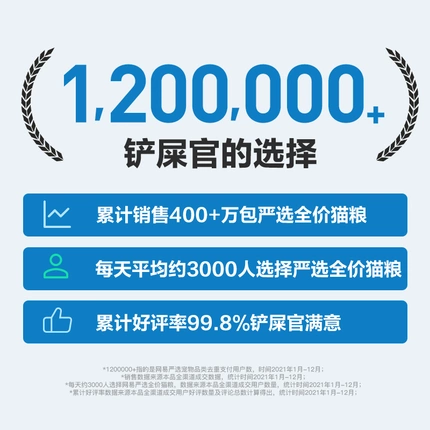 1,200,000+
铲屎官的选择
累计销售400+万包严选全价猫粮
每天平均约3000人选择严选全价猫粮
累计好评率99.8%铲屎官满意
*1200000+指的是网易严选宠物品类去重支付用户数，时间2021年1月-12月；
*销售数据来源本品全渠道成交数据，统计时间2021年1月-12月；
*每天约3000人选择网易严选全价猫粮，数据来源本品全渠道成交用户数量，统计时间2021年1月-12月；
*累计好评率数据来源本品全渠道成交用户好评数量及评论总数计算得出，统计时间2021年1月-12月；